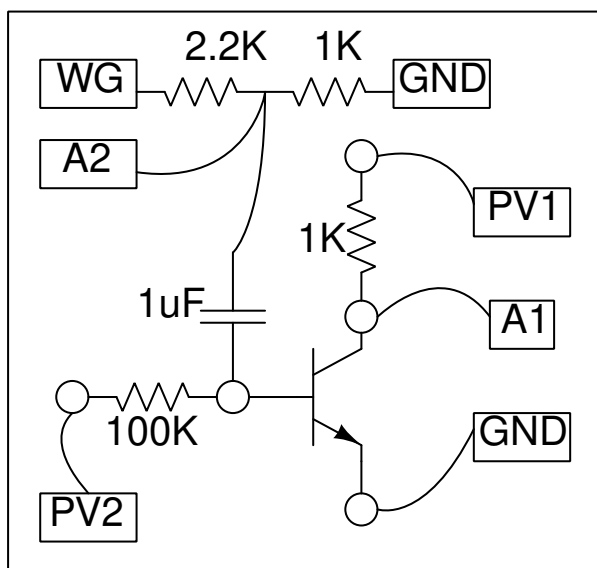 2.2K 1K
WG GND
A2
PV1
1K
1uF A1
100K GND
PV2